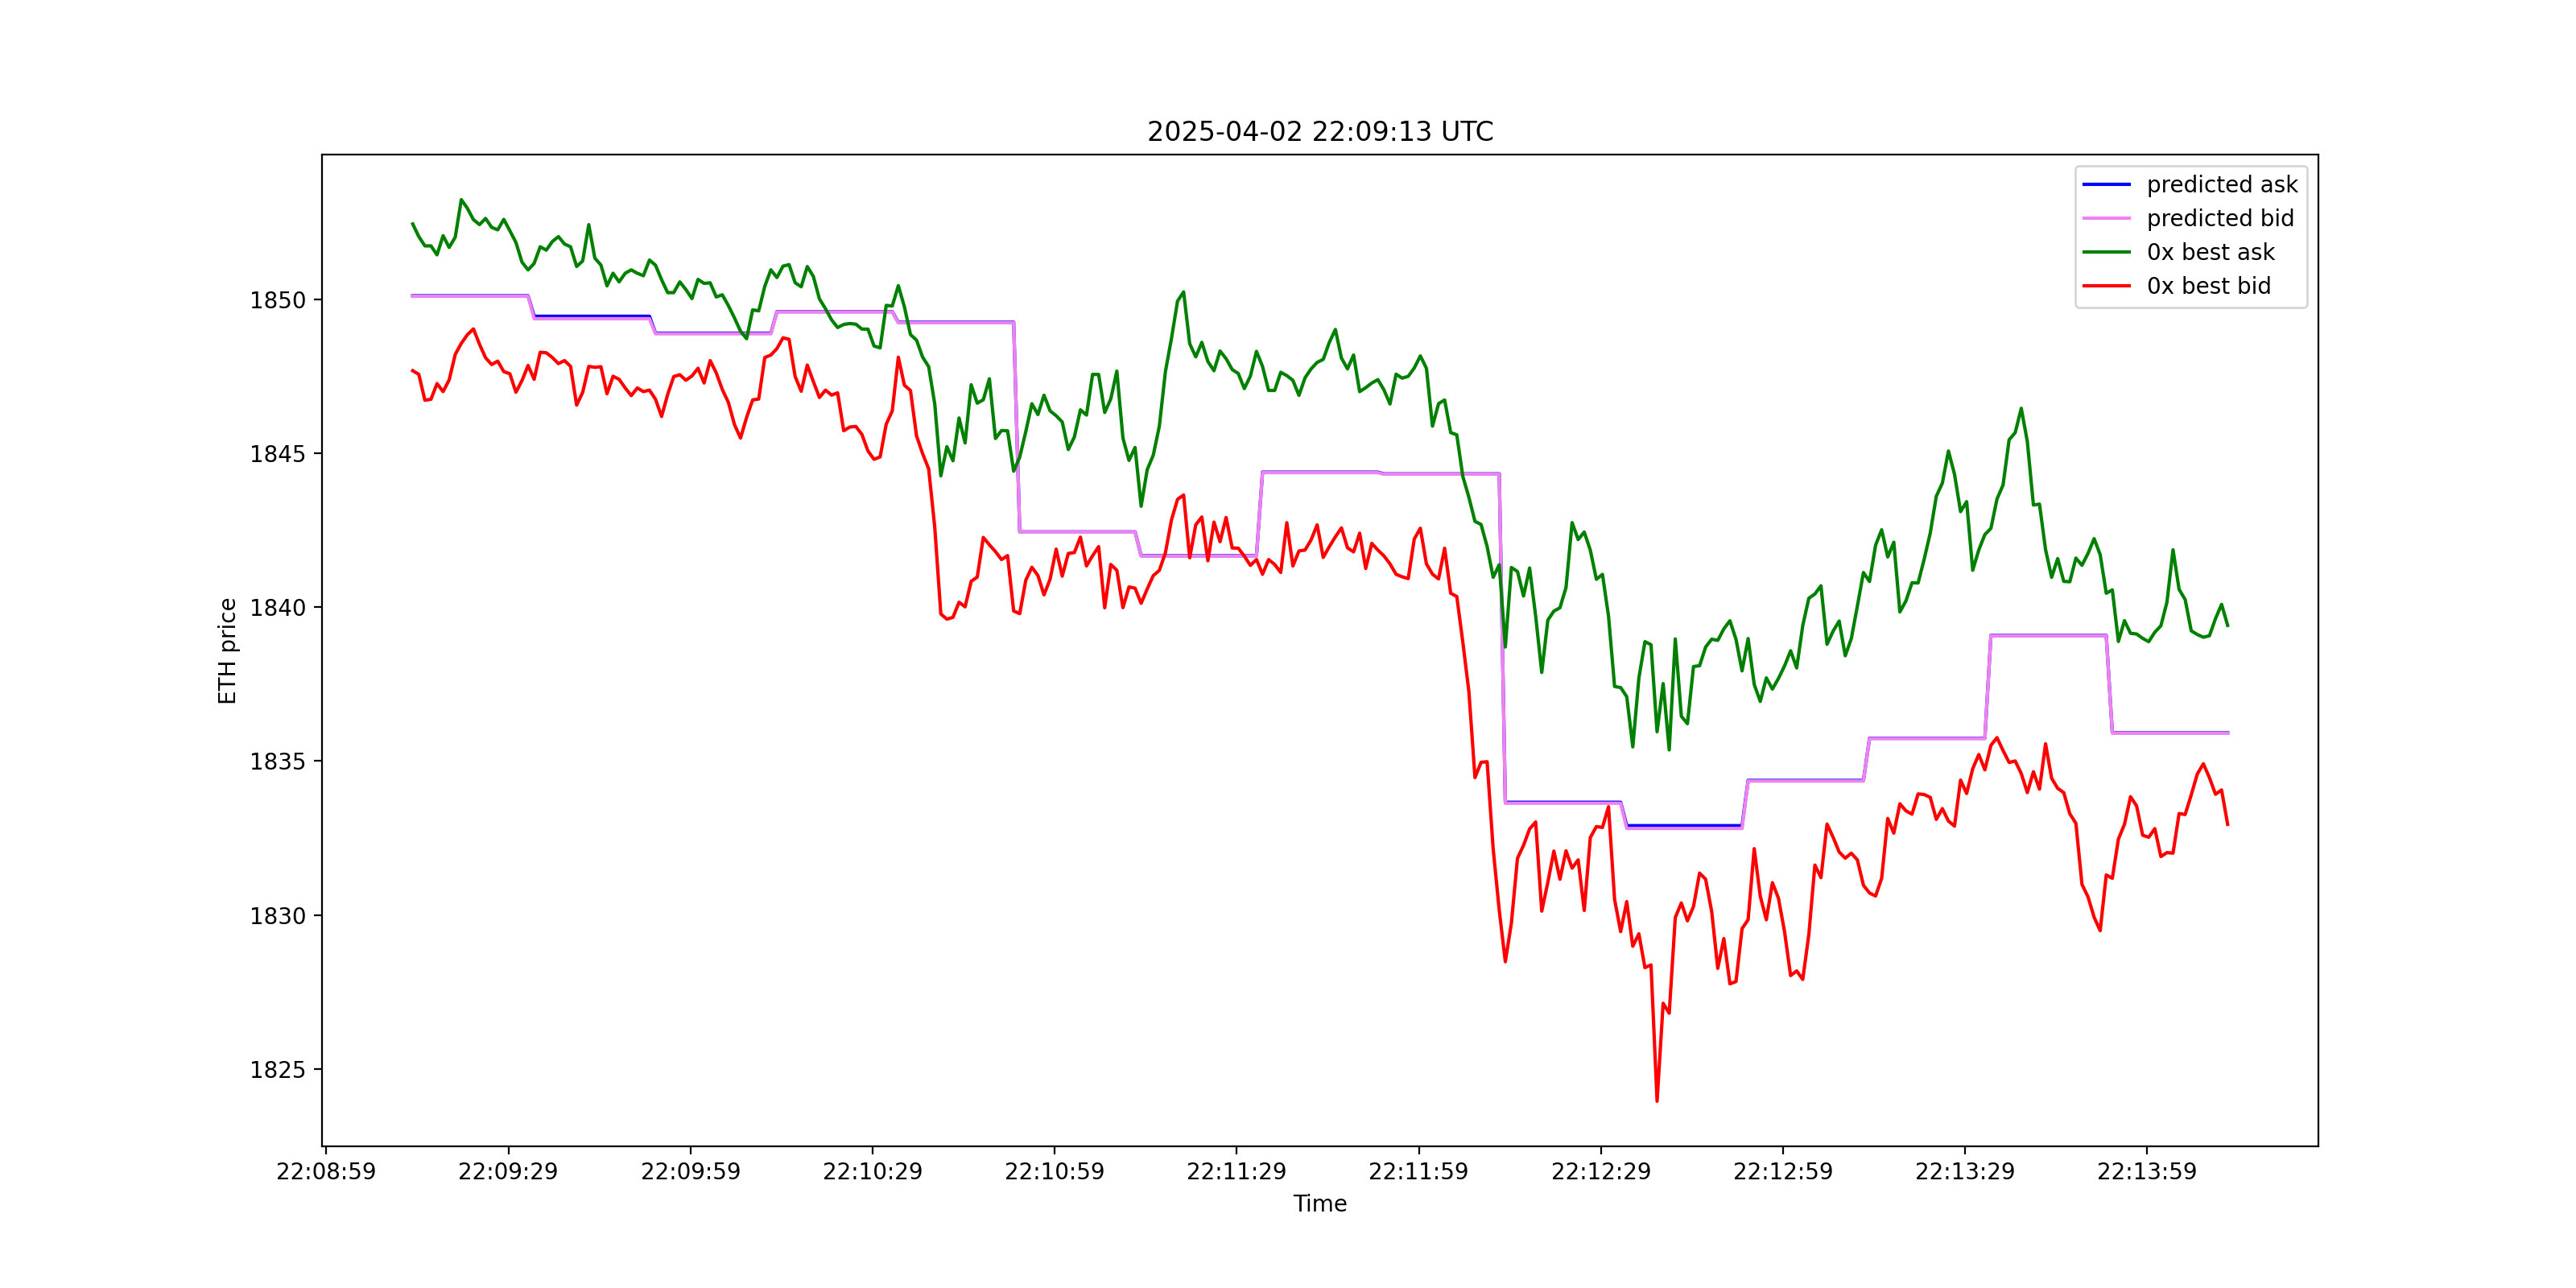 2025-04-02 22:09:13 UTC
predicted ask
predicted bid
0x best ask
0x best bid
1850
1845
1840
1835
1830
1825
ETH price
22:08:59 22:09:29 22:09:59 22:10:29 22:10:59 22:11:29 22:11:59 22:12:29 22:12:59 22:13:29 22:13:59
Time